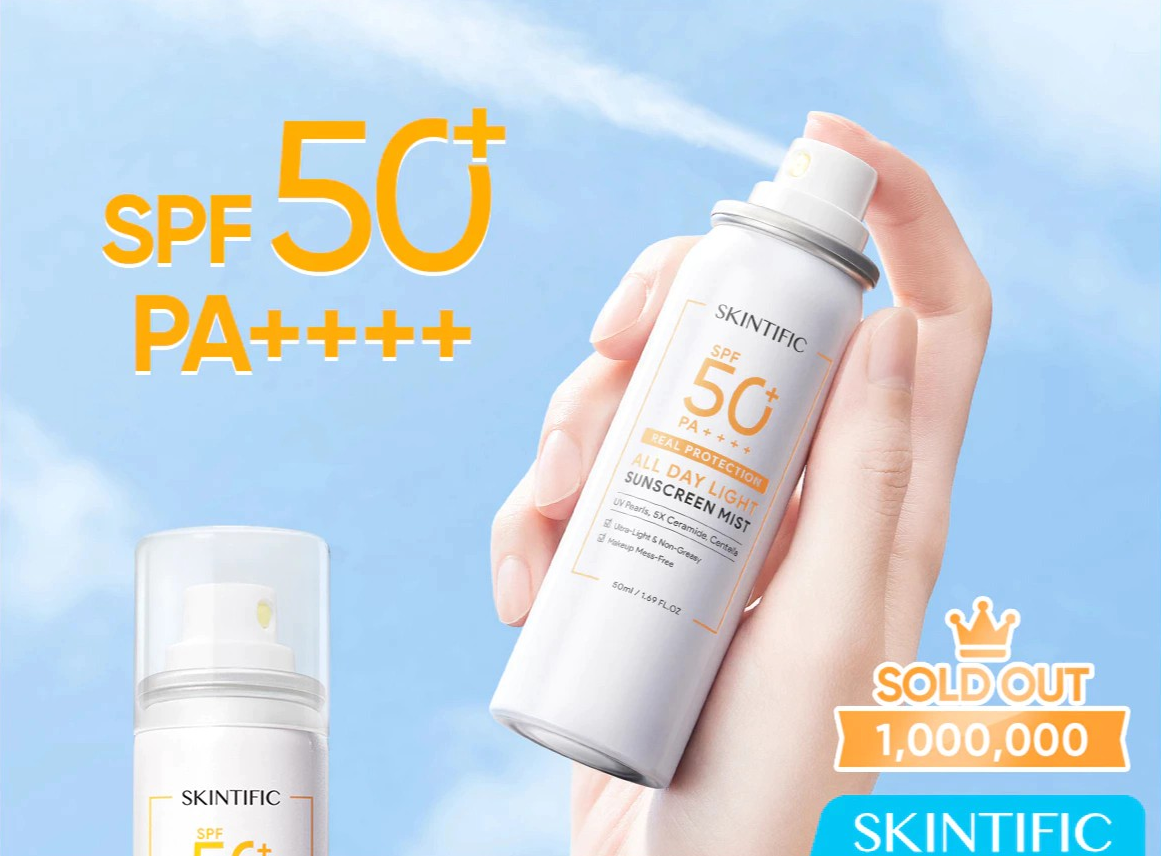 SPF 50+
PA++++
SKINTIFIC
SPF
50+
PA++++
REAL PROTECTION
ALL DAY LIGHT
SUNSCREEN MIST
UV Pearls, 5X Ceramide, Centella
Ultra-Light & Non-Greasy
Makeup Mess-Free
50ml / 1.69 FL.OZ
SKINTIFIC
SPF
50+
SOLD OUT
1,000,000
SKINTIFIC